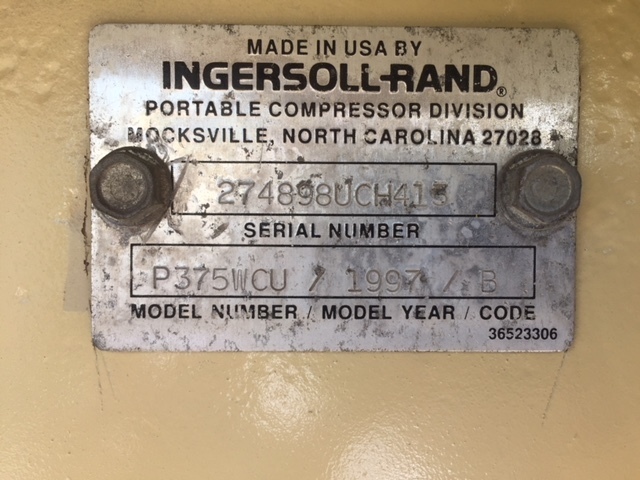 MADE IN USA BY
INGERSOLL-RAND®
PORTABLE COMPRESSOR DIVISION
MOCKSVILLE, NORTH CAROLINA 27028
SERIAL NUMBER
P375WCU / 1997 / B
MODEL NUMBER / MODEL YEAR / CODE
36523306